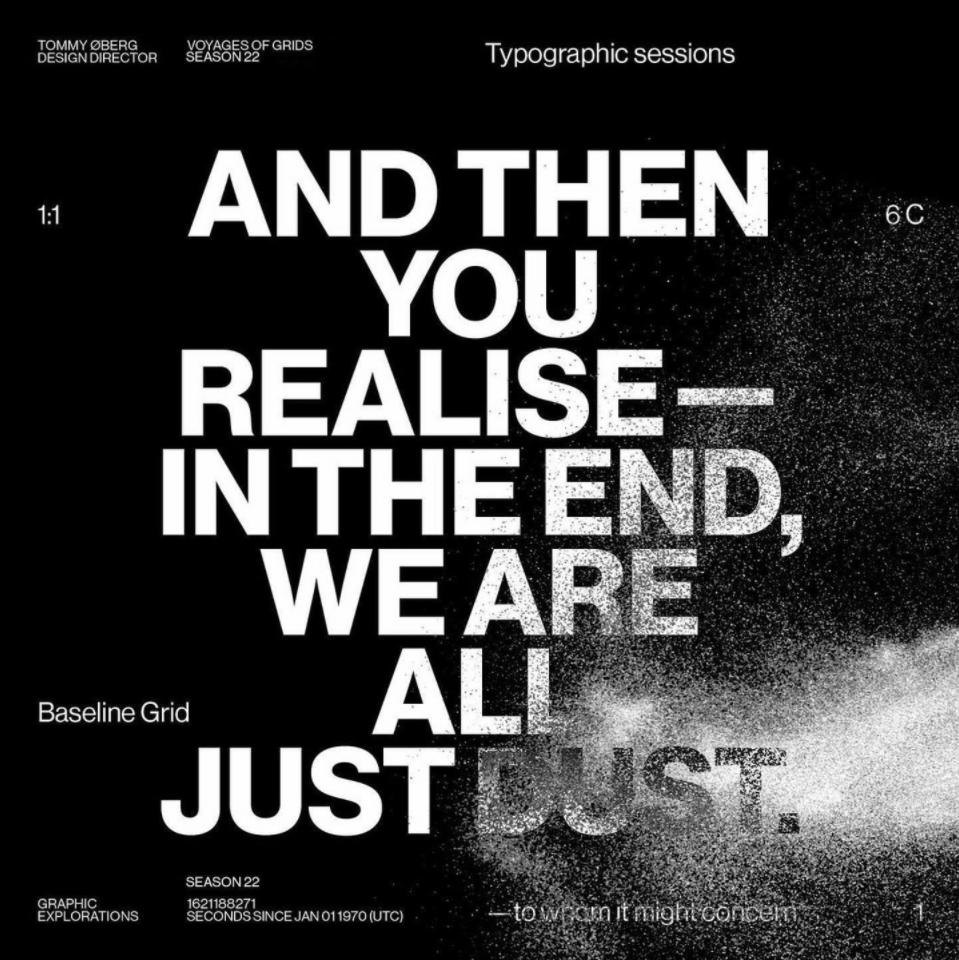 TOMMY ØBERG
DESIGN DIRECTOR
VOYAGES OF GRIDS
SEASON 22
Typographic sessions
1:1
6 C
AND THEN
YOU
REALISE—
IN THE END,
WE ARE
ALL
JUST DUST.
Baseline Grid
SEASON 22
GRAPHIC
EXPLORATIONS
1621188271
SECONDS SINCE JAN 01 1970 (UTC)
—to whom it might concern
1